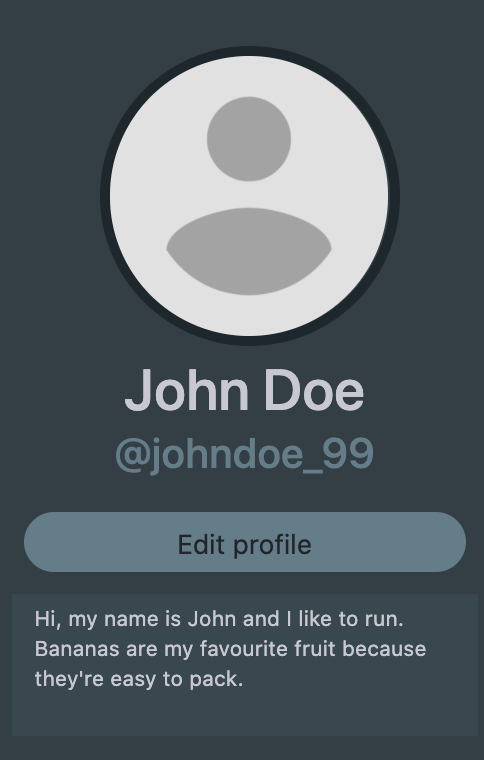 John Doe
@johndoe_99
Edit profile
Hi, my name is John and I like to run.
Bananas are my favourite fruit because
they're easy to pack.